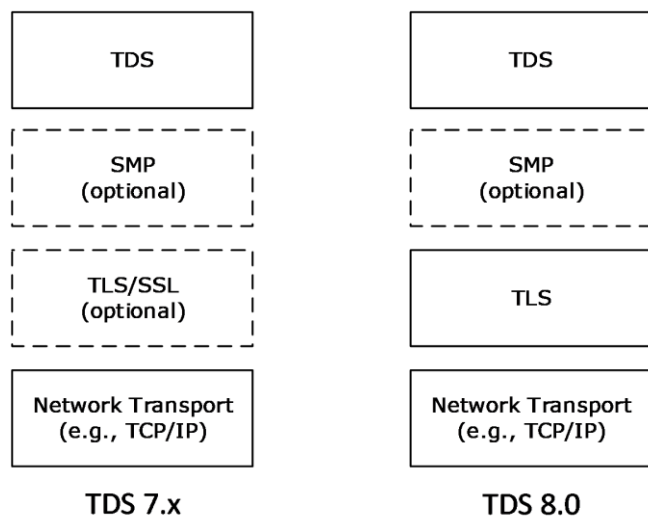 TDS
SMP
(optional)
TLS/SSL
(optional)
Network Transport
(e.g., TCP/IP)
TDS 7.x
TDS
SMP
(optional)
TLS
Network Transport
(e.g., TCP/IP)
TDS 8.0